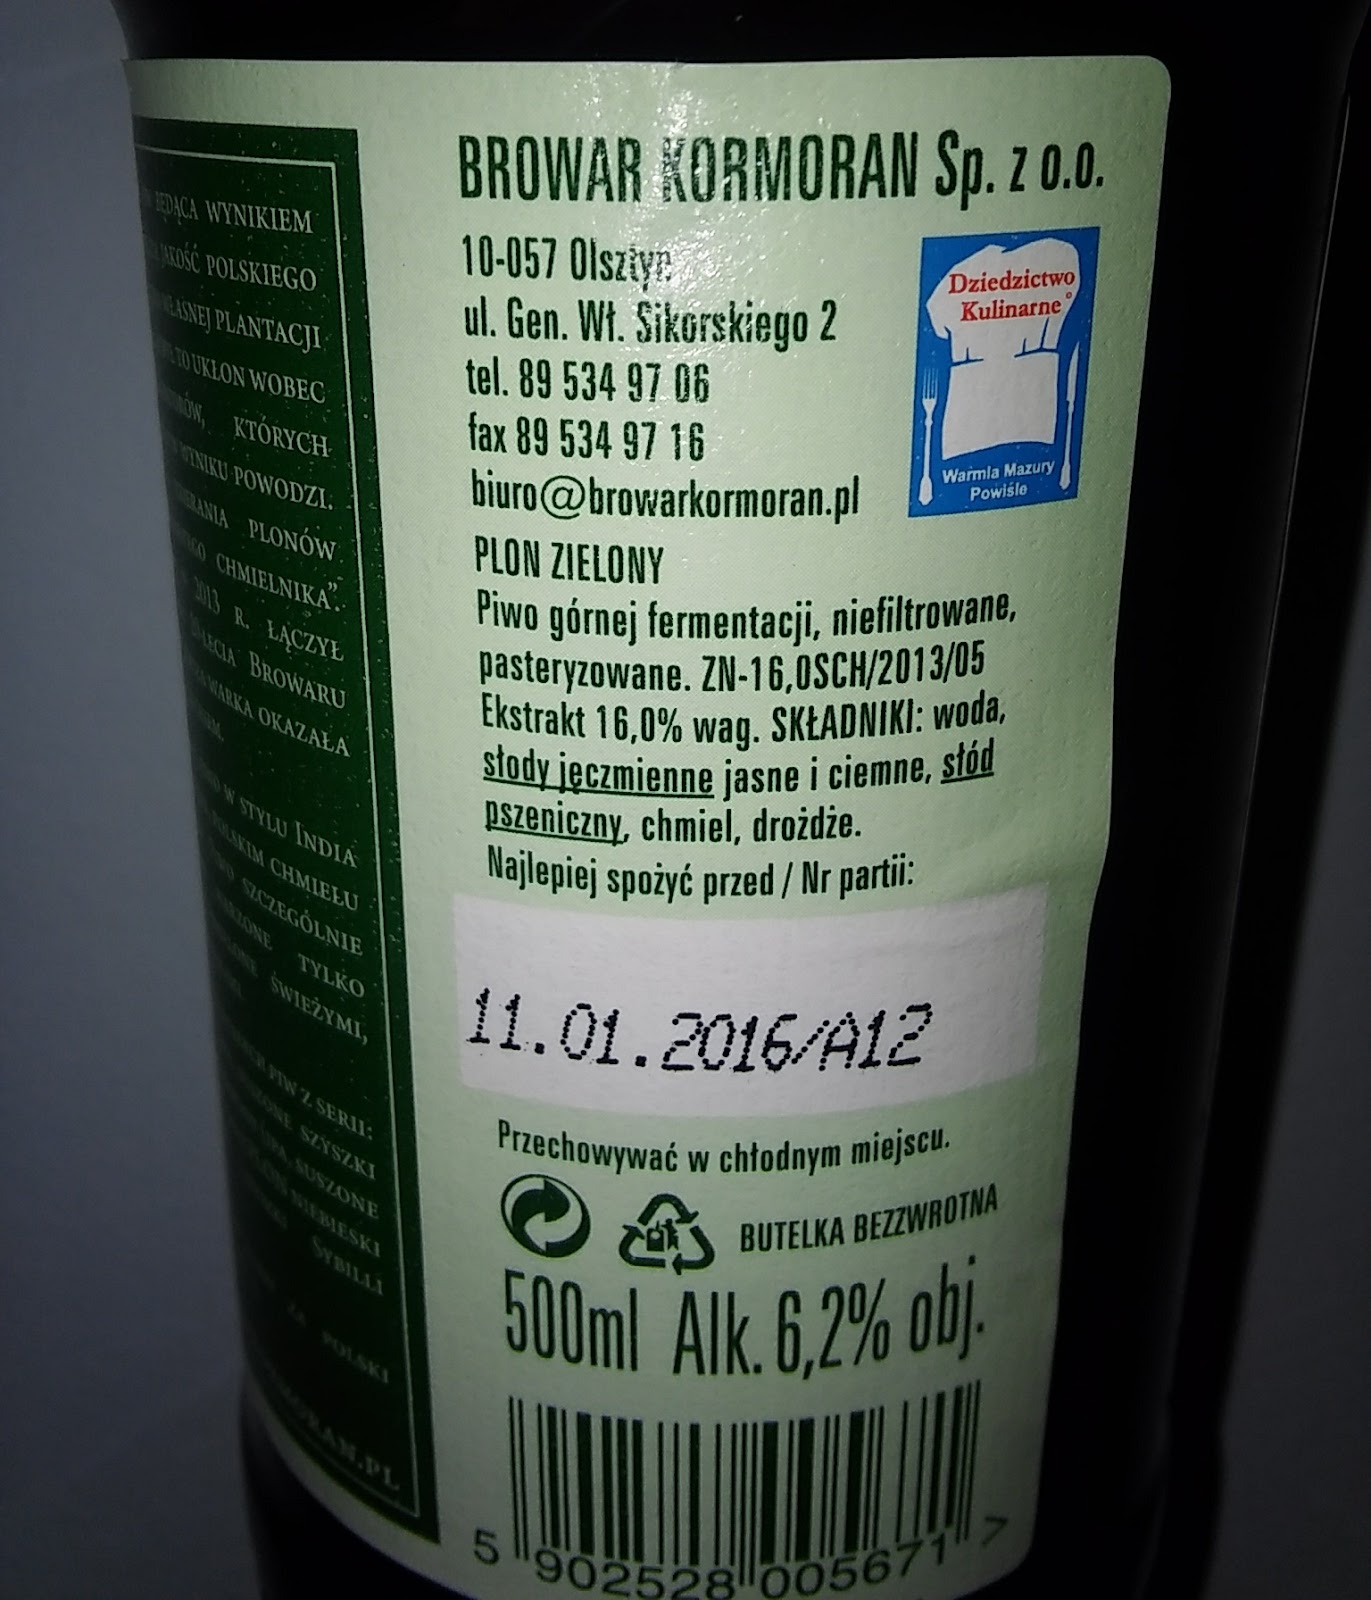 BĘDĄCA WYNIKIEM
JAKOŚĆ POLSKIEGO
WŁASNEJ PLANTACJI
TO UKŁON WOBEC
KTÓRYCH
WYNIKU POWODZI.
PLONÓW
CHMIELNIKA”.
2013 R. ŁĄCZYŁ
BROWARU
WARKA OKAZAŁA
W STYLU INDIA
POLSKIM CHMIELU
SZCZEGÓLNIE
TYLKO
ŚWIEŻYMI,
PIW Z SERII:
SZYSZKI
SUSZONE
NIEBIESKI
SYBILLI
POLSKI
BROWAR KORMORAN Sp. z o.o.
10-057 Olsztyn
ul. Gen. Wł. Sikorskiego 2
tel. 89 534 97 06
fax 89 534 97 16
biuro@browarkormoran.pl
Dziedzictwo
Kulinarne
Warmia Mazury
Powiśle
PLON ZIELONY
Piwo górnej fermentacji, niefiltrowane,
pasteryzowane. ZN-16,0SCH/2013/05
Ekstrakt 16,0% wag. SKŁADNIKI: woda,
słody jęczmienne jasne i ciemne, słód
pszeniczny, chmiel, drożdże.
Najlepiej spożyć przed / Nr partii:
11.01.2016/A12
Przechowywać w chłodnym miejscu.
BUTELKA BEZZWROTNA
500ml Alk. 6,2% obj.
5 902528 005671 >